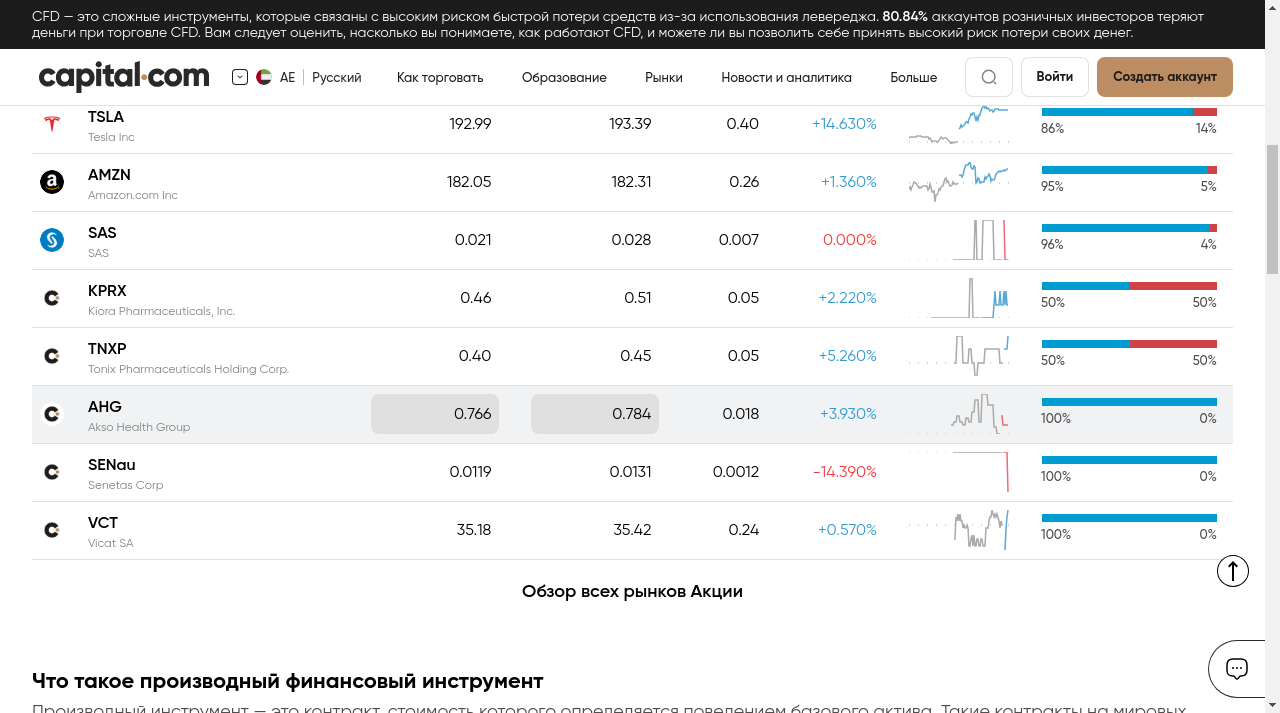 CFD — это сложные инструменты, которые связаны с высоким риском быстрой потери средств из-за использования левереджа. 80.84% аккаунтов розничных инвесторов теряют
деньги при торговле CFD. Вам следует оценить, насколько вы понимаете, как работают CFD, и можете ли вы позволить себе принять высокий риск потери своих денег.
capital.com AE Русский Как торговать Образование Рынки Новости и аналитика Больше Войти Создать аккаунт
TSLA 192.99 193.39 0.40 +14.630%
Tesla Inc 86% 14%
AMZN 182.05 182.31 0.26 +1.360%
Amazon.com Inc 95% 5%
SAS 0.021 0.028 0.007 0.000%
SAS 96% 4%
KPRX 0.46 0.51 0.05 +2.220%
Kiora Pharmaceuticals, Inc. 50% 50%
TNXP 0.40 0.45 0.05 +5.260%
Tonix Pharmaceuticals Holding Corp. 50% 50%
AHG 0.766 0.784 0.018 +3.930%
Akso Health Group 100% 0%
SENau 0.0119 0.0131 0.0012 -14.390%
Senetas Corp 100% 0%
VCT 35.18 35.42 0.24 +0.570%
Vicat SA 100% 0%
Обзор всех рынков Акции
Что такое производный финансовый инструмент
Производный инструмент — это контракт, стоимость которого определяется поведением базового актива. Такие контракты на мировых